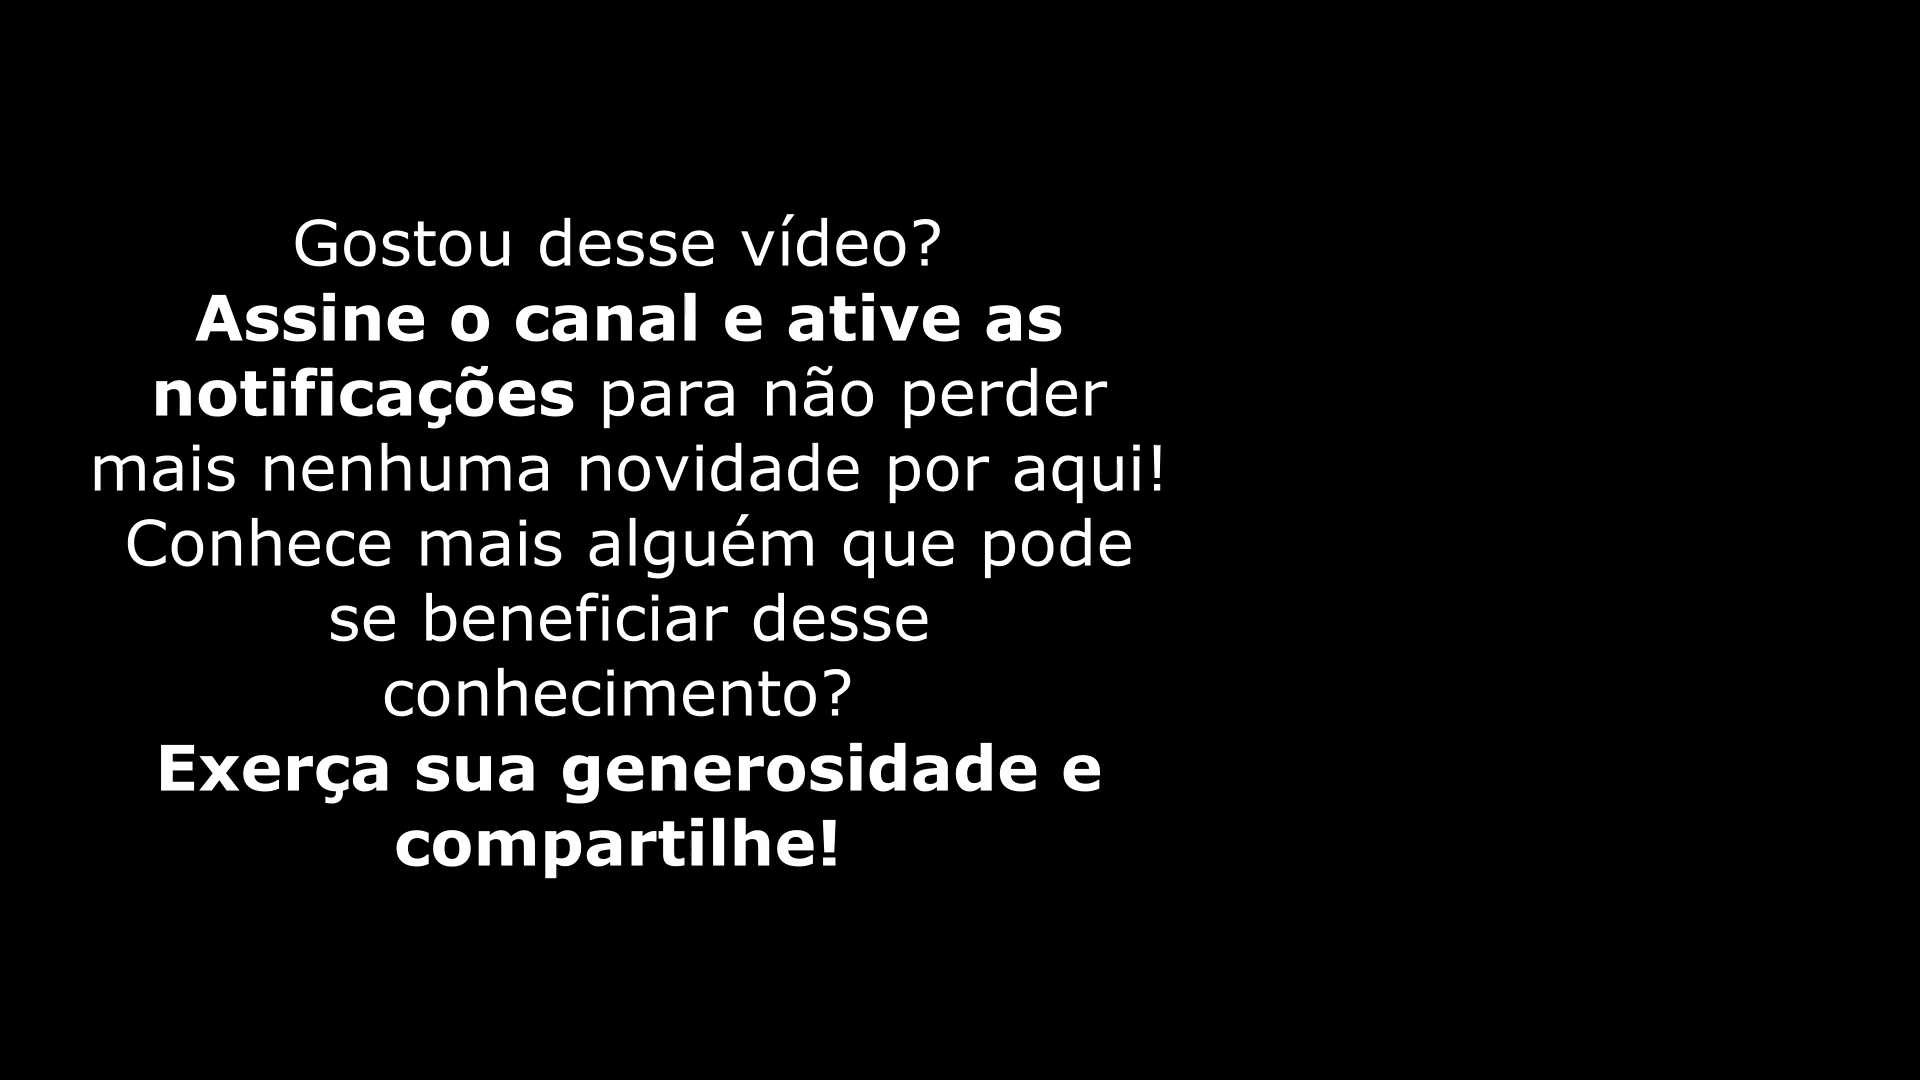 Gostou desse vídeo?
Assine o canal e ative as
notificações para não perder
mais nenhuma novidade por aqui!
Conhece mais alguém que pode
se beneficiar desse
conhecimento?
Exerça sua generosidade e
compartilhe!